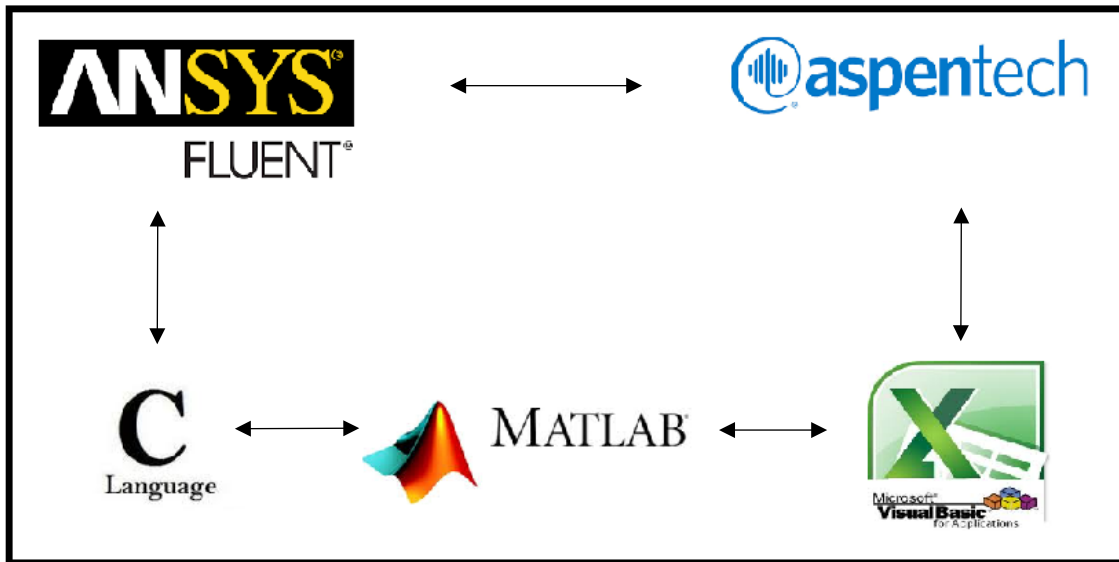 ANSYS®
FLUENT®
aspentech
C
Language
MATLAB®
X
Microsoft®
Visual Basic
for Applications